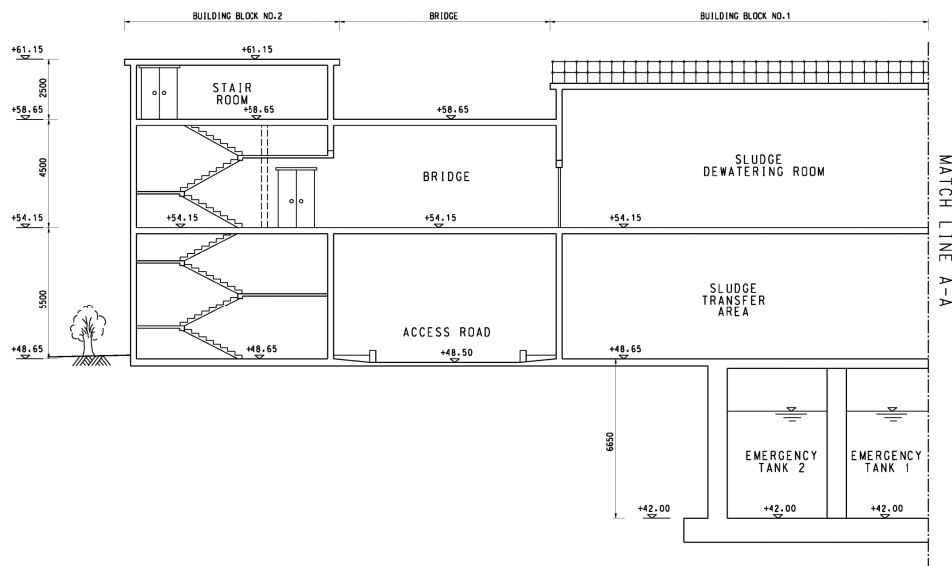 BUILDING BLOCK NO.2
BRIDGE
BUILDING BLOCK NO.1
+61.15
+61.15
2500
STAIR
ROOM
+58.65
+58.65
+58.65
4500
BRIDGE
SLUDGE
DEWATERING ROOM
MATCH LINE A-A
+54.15
+54.15
+54.15
+54.15
5500
SLUDGE
TRANSFER
AREA
ACCESS ROAD
+48.65
+48.65
+48.50
+48.65
6650
EMERGENCY
TANK 2
EMERGENCY
TANK 1
+42.00
+42.00
+42.00